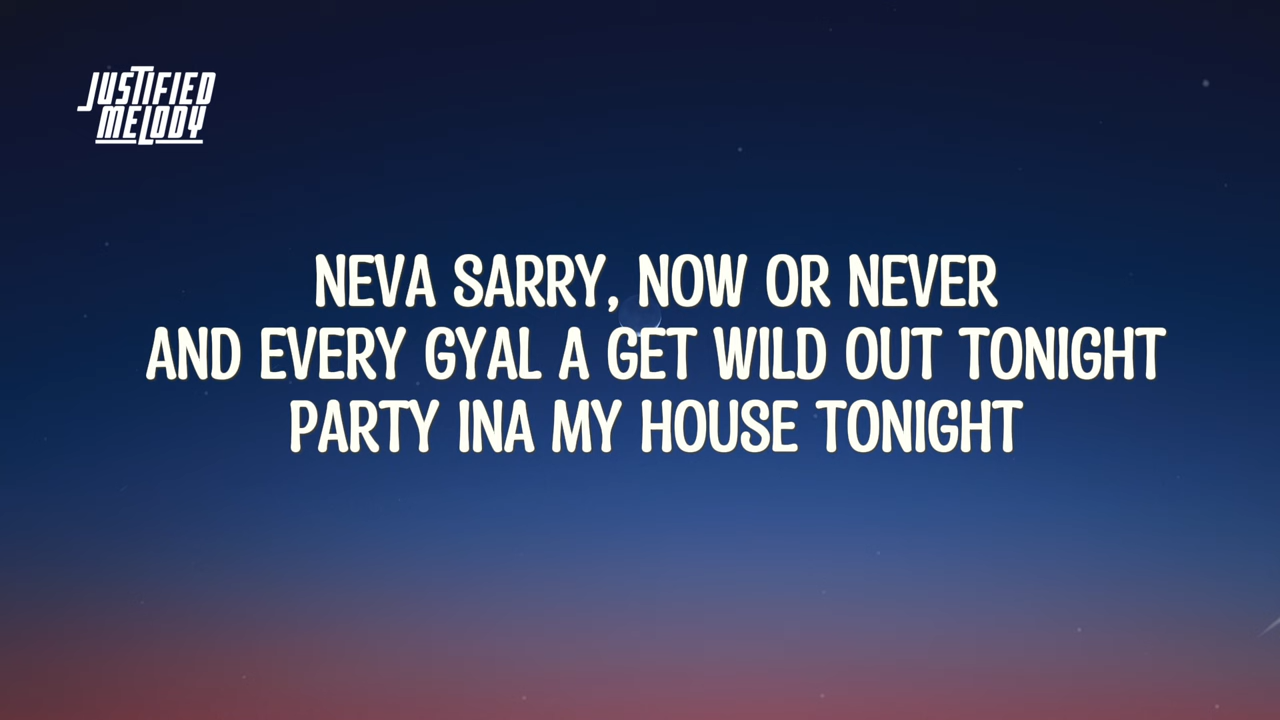 JUSTIFIED
MELODY
NEVA SARRY, NOW OR NEVER
AND EVERY GYAL A GET WILD OUT TONIGHT
PARTY INA MY HOUSE TONIGHT